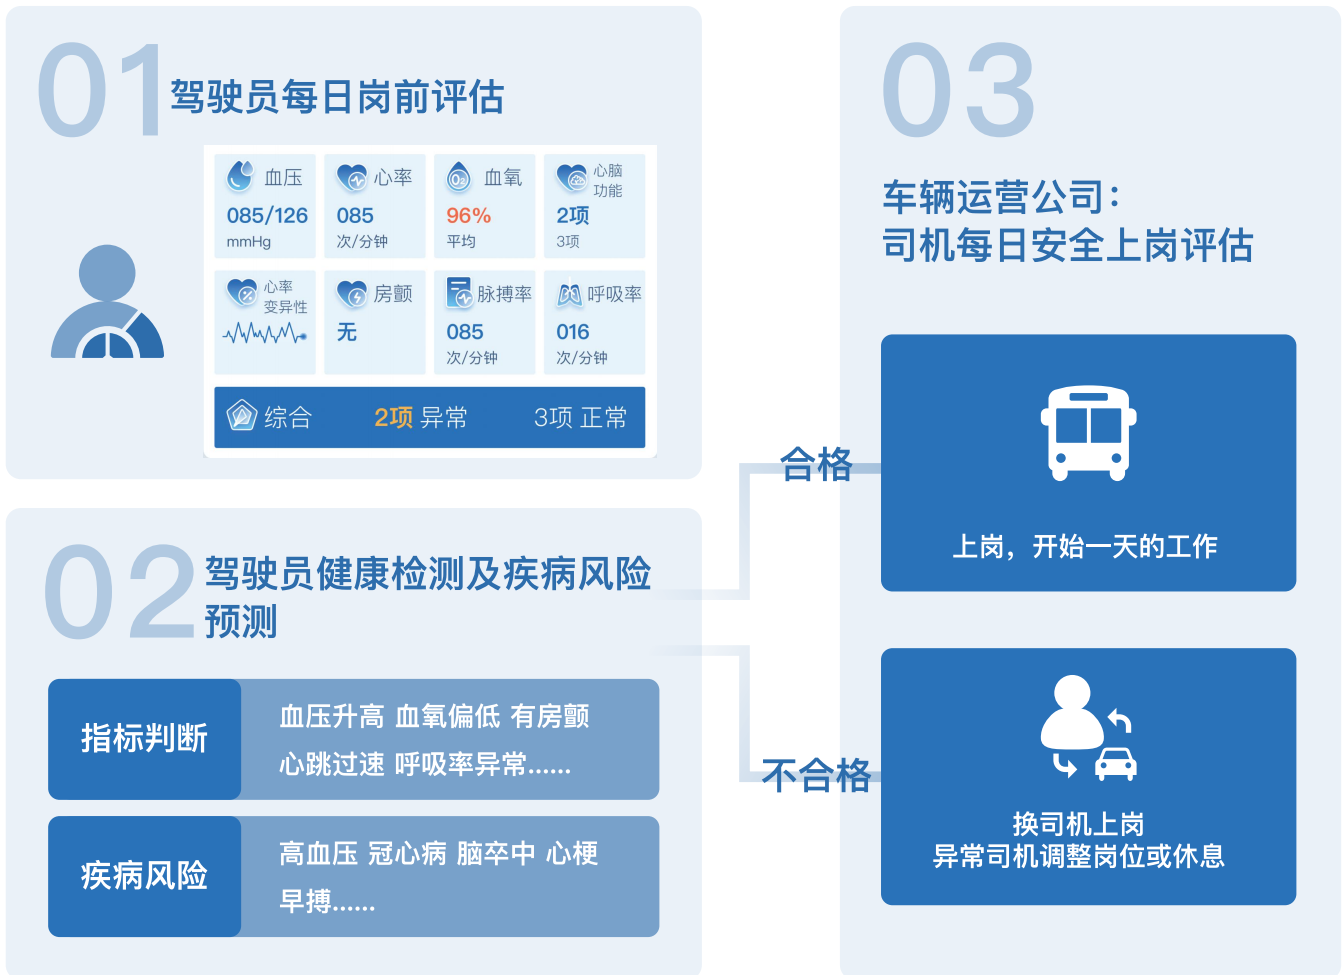 01
驾驶员每日岗前评估
血压
085/126
mmHg
心率
085
次/分钟
血氧
96%
平均
心脑
功能
2项
3项
心率
变异性
房颤
无
脉搏率
085
次/分钟
呼吸率
016
次/分钟
综合 2项 异常 3项 正常
02
驾驶员健康检测及疾病风险
预测
指标判断
血压升高 血氧偏低 有房颤
心跳过速 呼吸率异常......
疾病风险
高血压 冠心病 脑卒中 心梗
早搏......
合格
不合格
03
车辆运营公司：
司机每日安全上岗评估
上岗，开始一天的工作
换司机上岗
异常司机调整岗位或休息